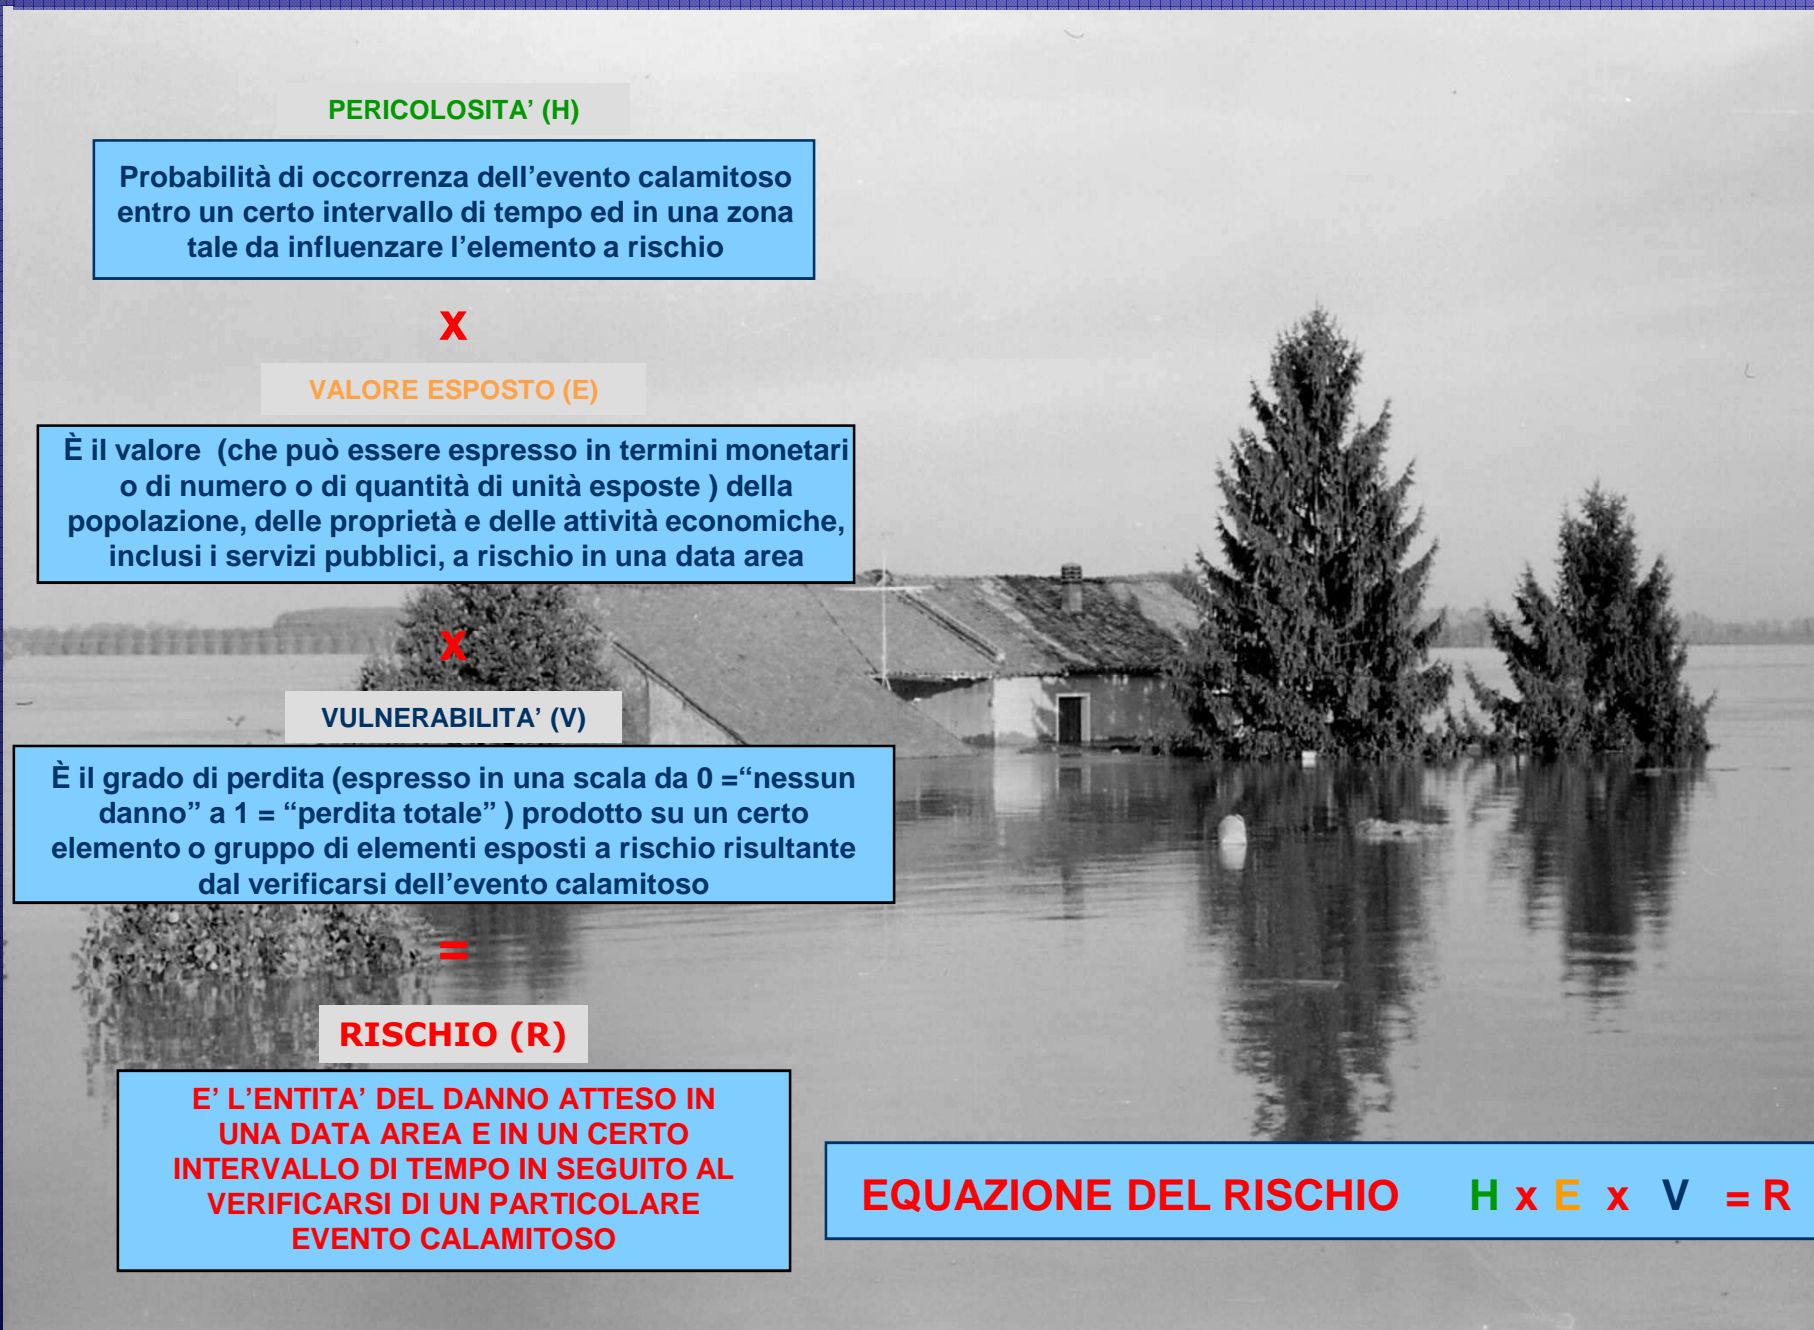 PERICOLOSITA’ (H)
Probabilità di occorrenza dell’evento calamitoso
entro un certo intervallo di tempo ed in una zona
tale da influenzare l’elemento a rischio
x
VALORE ESPOSTO (E)
È il valore (che può essere espresso in termini monetari
o di numero o di quantità di unità esposte ) della
popolazione, delle proprietà e delle attività economiche,
inclusi i servizi pubblici, a rischio in una data area
x
VULNERABILITA’ (V)
È il grado di perdita (espresso in una scala da 0 =“nessun
danno” a 1 = “perdita totale” ) prodotto su un certo
elemento o gruppo di elementi esposti a rischio risultante
dal verificarsi dell’evento calamitoso
=
RISCHIO (R)
E’ L’ENTITA’ DEL DANNO ATTESO IN
UNA DATA AREA E IN UN CERTO
INTERVALLO DI TEMPO IN SEGUITO AL
VERIFICARSI DI UN PARTICOLARE
EVENTO CALAMITOSO
EQUAZIONE DEL RISCHIO H x E x V = R